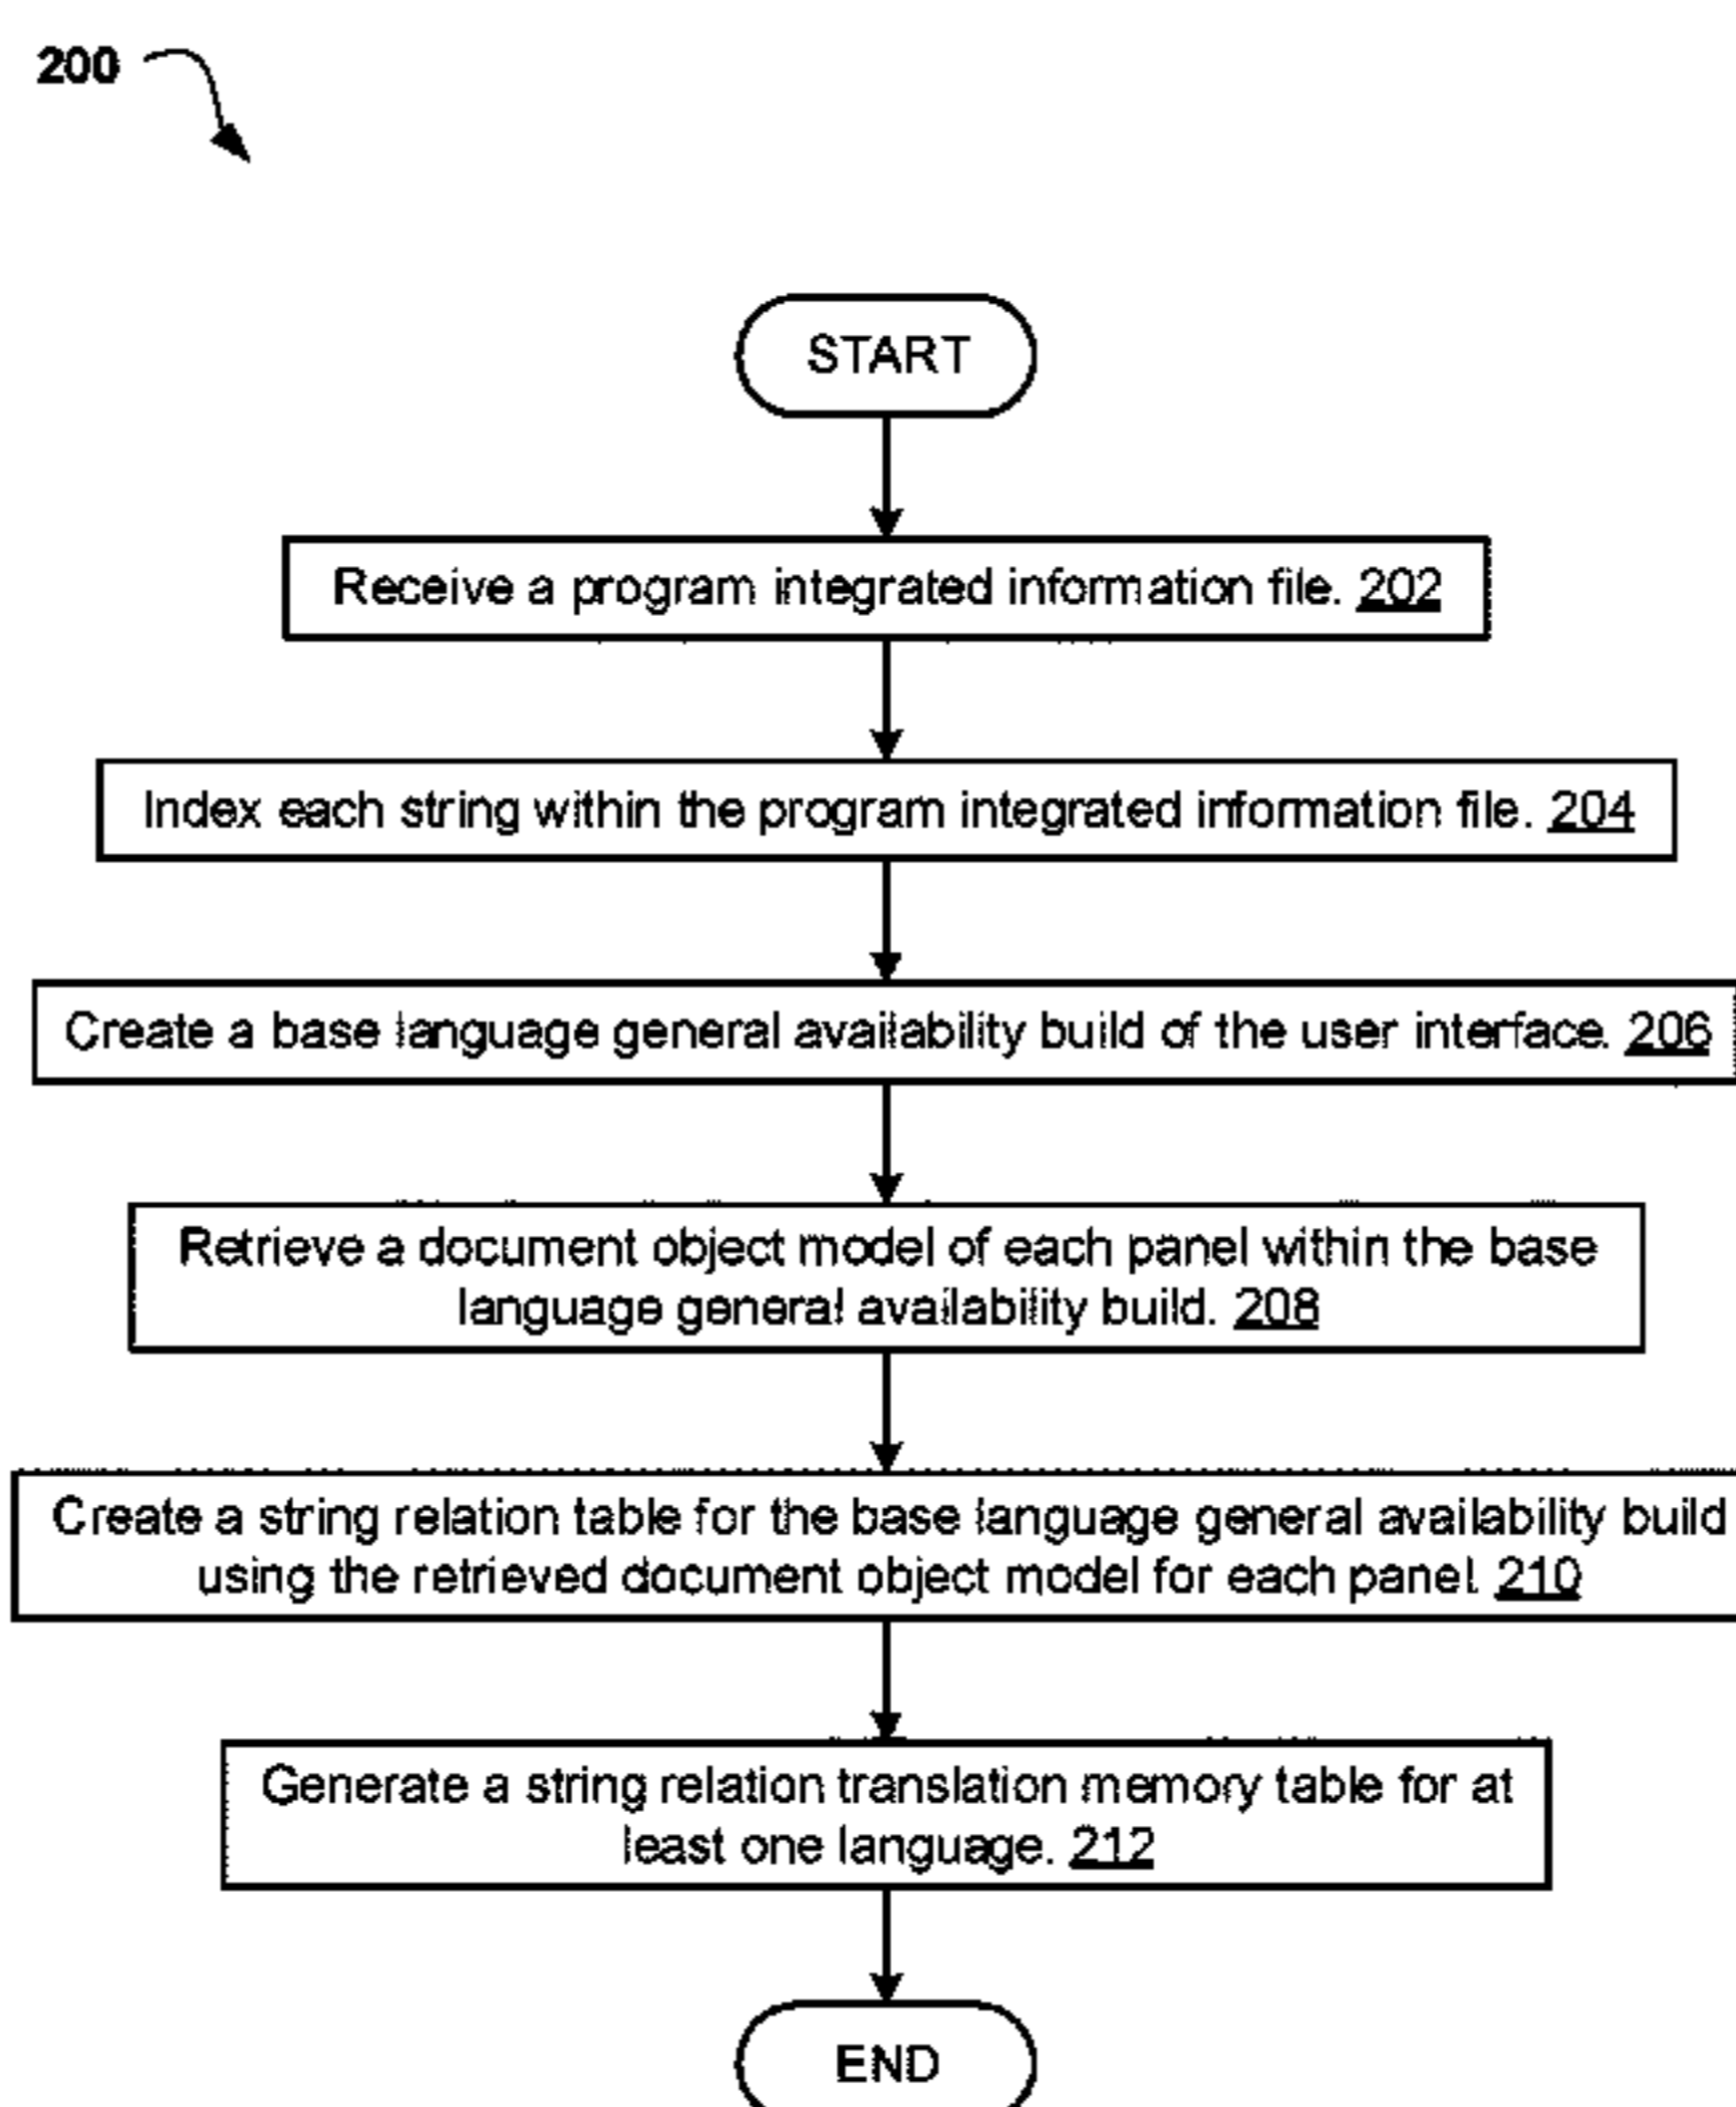 200
START
Receive a program integrated information file. 202
Index each string within the program integrated information file. 204
Create a base language general availability build of the user interface. 206
Retrieve a document object model of each panel within the base
language general availability build. 208
Create a string relation table for the base language general availability build
using the retrieved document object model for each panel. 210
Generate a string relation translation memory table for at
least one language. 212
END